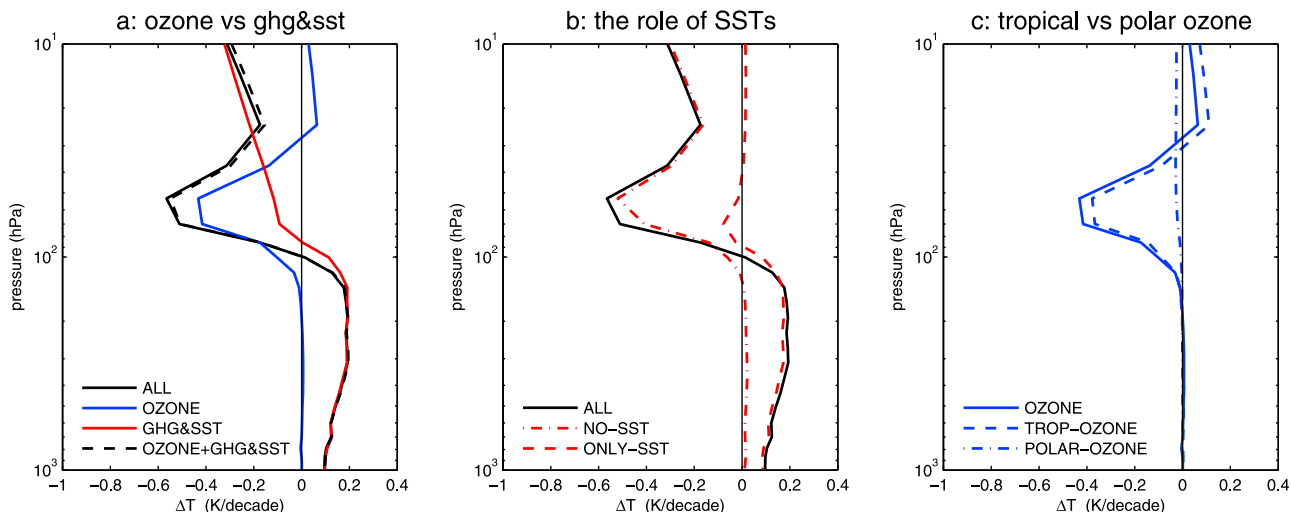 a: ozone vs ghg&sst
10¹
10²
10³
pressure (hPa)
ALL
OZONE
GHG&SST
OZONE+GHG&SST
−1 −0.8 −0.6 −0.4 −0.2 0 0.2 0.4
ΔT (K/decade)
b: the role of SSTs
10¹
10²
10³
pressure (hPa)
ALL
NO−SST
ONLY−SST
−1 −0.8 −0.6 −0.4 −0.2 0 0.2 0.4
ΔT (K/decade)
c: tropical vs polar ozone
10¹
10²
10³
pressure (hPa)
OZONE
TROP−OZONE
POLAR−OZONE
−1 −0.8 −0.6 −0.4 −0.2 0 0.2 0.4
ΔT (K/decade)